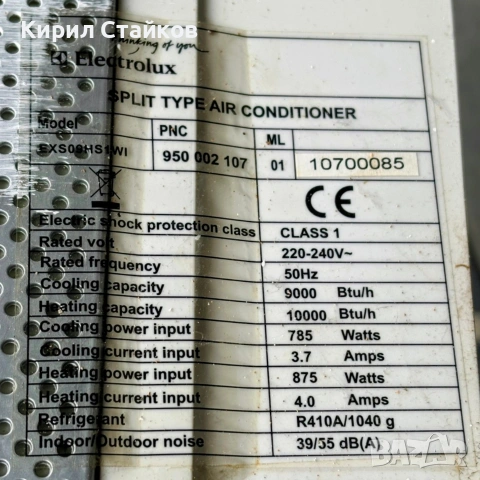 Кирил Стайков
thinking of you
Electrolux
SPLIT TYPE AIR CONDITIONER
Model PNC ML
EXS09HS1WI 950 002 107 01 10700085
CE
Electric shock protection class CLASS 1
Rated volt 220-240V~
Rated frequency 50Hz
Cooling capacity 9000 Btu/h
Heating capacity 10000 Btu/h
Cooling power input 785 Watts
Cooling current input 3.7 Amps
Heating power input 875 Watts
Heating current input 4.0 Amps
Refrigerant R410A/1040 g
Indoor/Outdoor noise 39/55 dB(A)
BAZAR